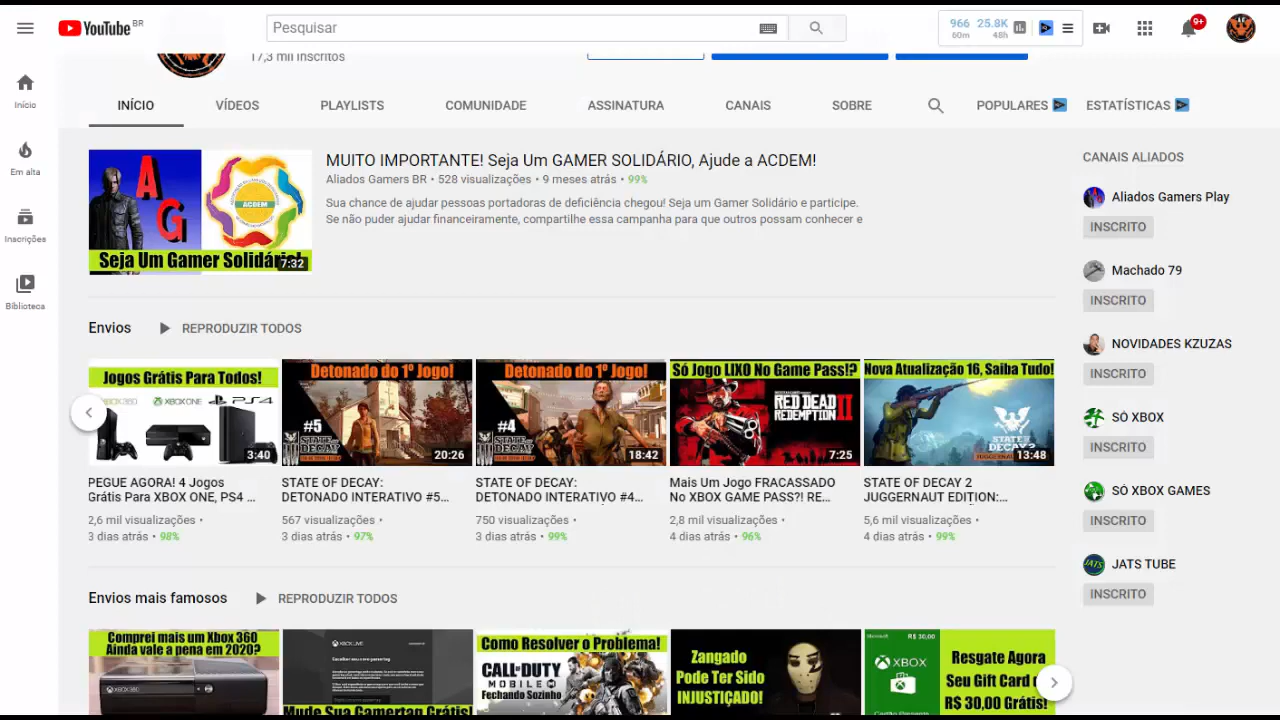 YouTube BR
Pesquisar
966 25.8K
60m 48h
9+
17,3 mil inscritos
INÍCIO VÍDEOS PLAYLISTS COMUNIDADE ASSINATURA CANAIS SOBRE POPULARES ESTATÍSTICAS
Início
Em alta
Inscrições
Biblioteca
AG
ACDEM
Seja Um Gamer Solidário!
7:32
MUITO IMPORTANTE! Seja Um GAMER SOLIDÁRIO, Ajude a ACDEM!
Aliados Gamers BR • 528 visualizações • 9 meses atrás • 99%
Sua chance de ajudar pessoas portadoras de deficiência chegou! Seja um Gamer Solidário e participe.
Se não puder ajudar financeiramente, compartilhe essa campanha para que outros possam conhecer e
Envios REPRODUZIR TODOS
Jogos Grátis Para Todos!
XBOX360 XBOXONE PS4
3:40
PEGUE AGORA! 4 Jogos
Grátis Para XBOX ONE, PS4 ...
2,6 mil visualizações •
3 dias atrás • 98%
Detonado do 1º Jogo!
#5
STATE OF DECAY
20:26
STATE OF DECAY:
DETONADO INTERATIVO #5...
567 visualizações •
3 dias atrás • 97%
Detonado do 1º Jogo!
#4
STATE OF DECAY
18:42
STATE OF DECAY:
DETONADO INTERATIVO #4...
750 visualizações •
3 dias atrás • 99%
Só Jogo LIXO No Game Pass!?
RED DEAD
REDEMPTION II
7:25
Mais Um Jogo FRACASSADO
No XBOX GAME PASS?! RE...
2,8 mil visualizações •
4 dias atrás • 96%
Nova Atualização 16, Saiba Tudo!
STATE OF
DECAY 2
JUGGERNAUT
13:48
STATE OF DECAY 2
JUGGERNAUT EDITION:...
5,6 mil visualizações •
4 dias atrás • 99%
Envios mais famosos REPRODUZIR TODOS
Comprei mais um Xbox 360
Ainda vale a pena em 2020?
XBOX 360
XBOX LIVE
Mude Sua Gamertag Grátis!
Como Resolver o Problema!
CALL OF DUTY
MOBILE
Fechando Sozinho
Zangado
Pode Ter Sido
INJUSTIÇADO!
Microsoft R$ 30,00
XBOX
Cartão Presente
Resgate Agora
Seu Gift Card
R$ 30,00 Grátis!
CANAIS ALIADOS
Aliados Gamers Play
INSCRITO
Machado 79
INSCRITO
NOVIDADES KZUZAS
INSCRITO
SÓ XBOX
INSCRITO
SÓ XBOX GAMES
INSCRITO
JATS
JATS TUBE
INSCRITO